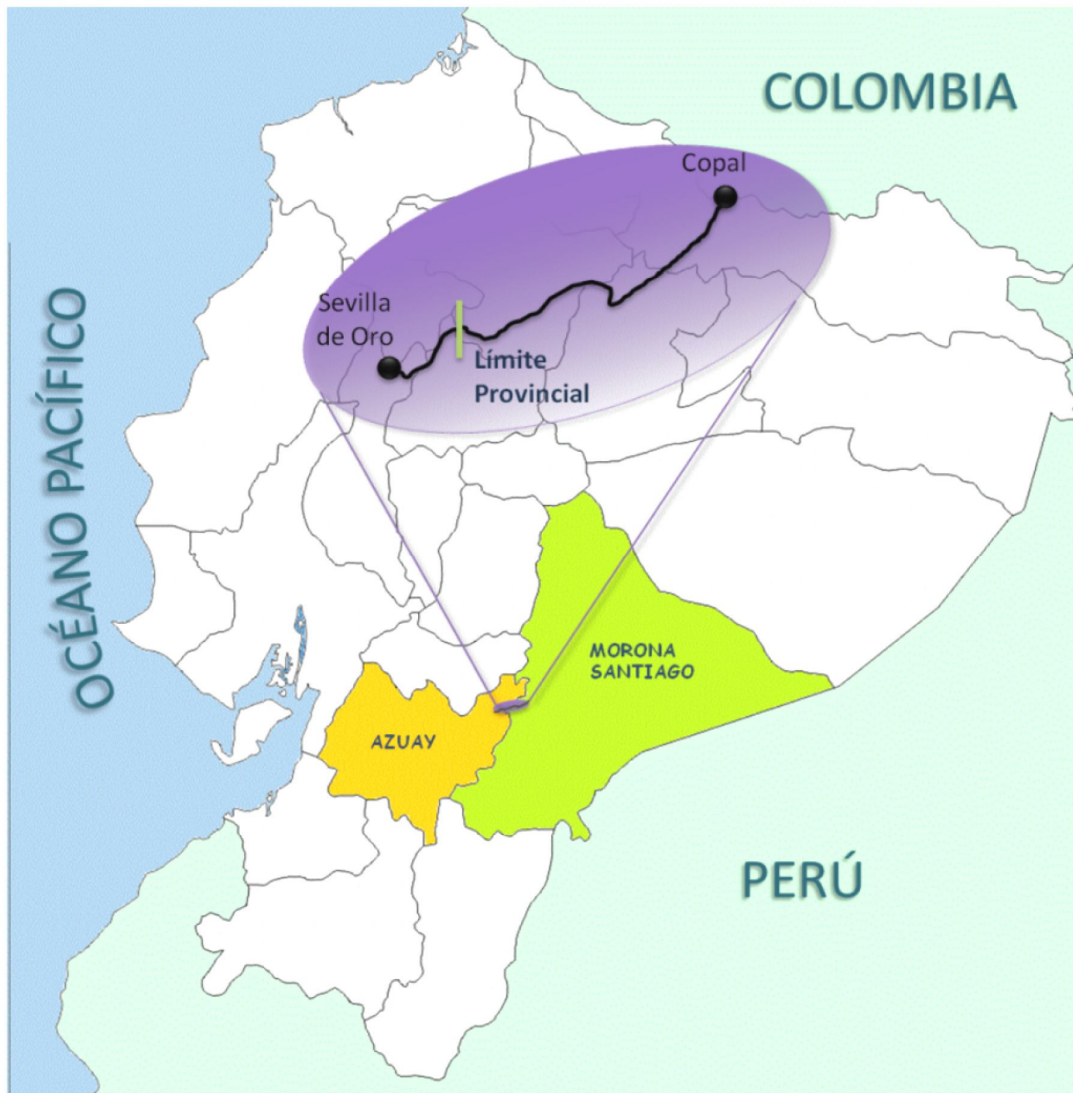 COLOMBIA
Copal
Sevilla
de Oro
Límite
Provincial
OCÉANO PACÍFICO
MORONA
SANTIAGO
AZUAY
PERÚ